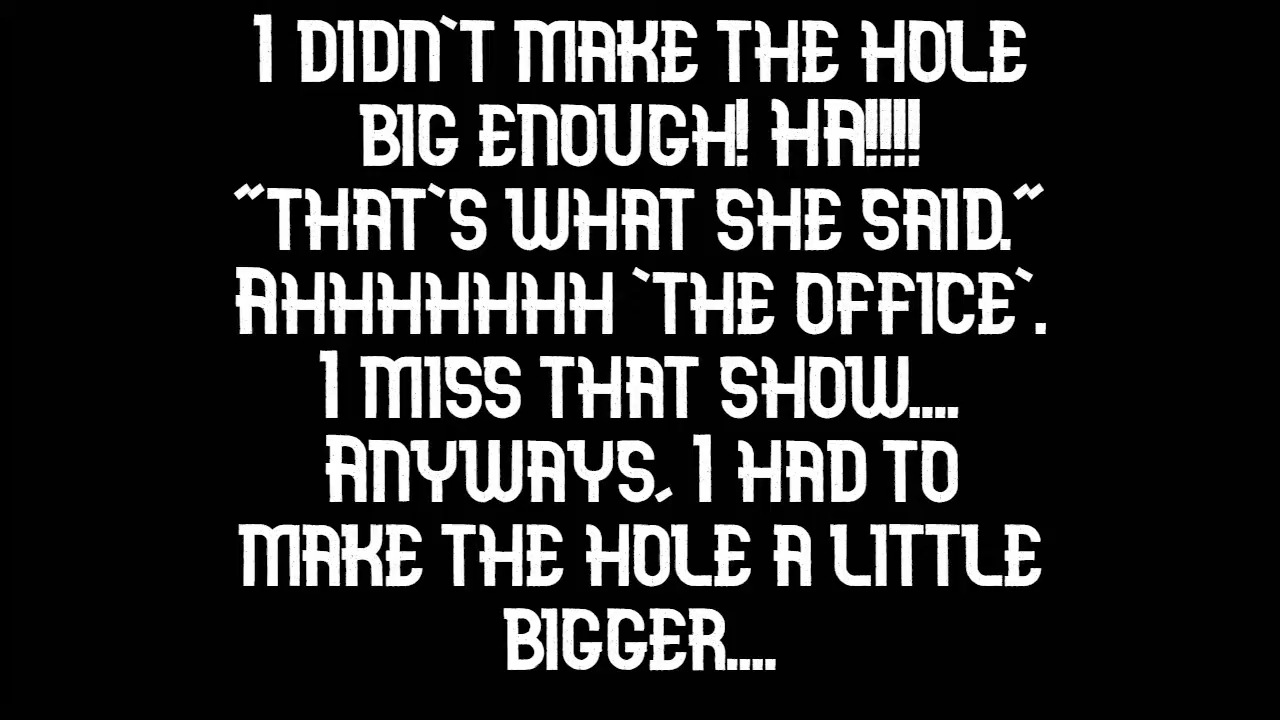 I didn`t make the hole
big enough! HA!!!!
"That`s what she said."
Ahhhhhhh `The Office`.
I miss that show....
Anyways, I had to
make the hole a little
bigger....